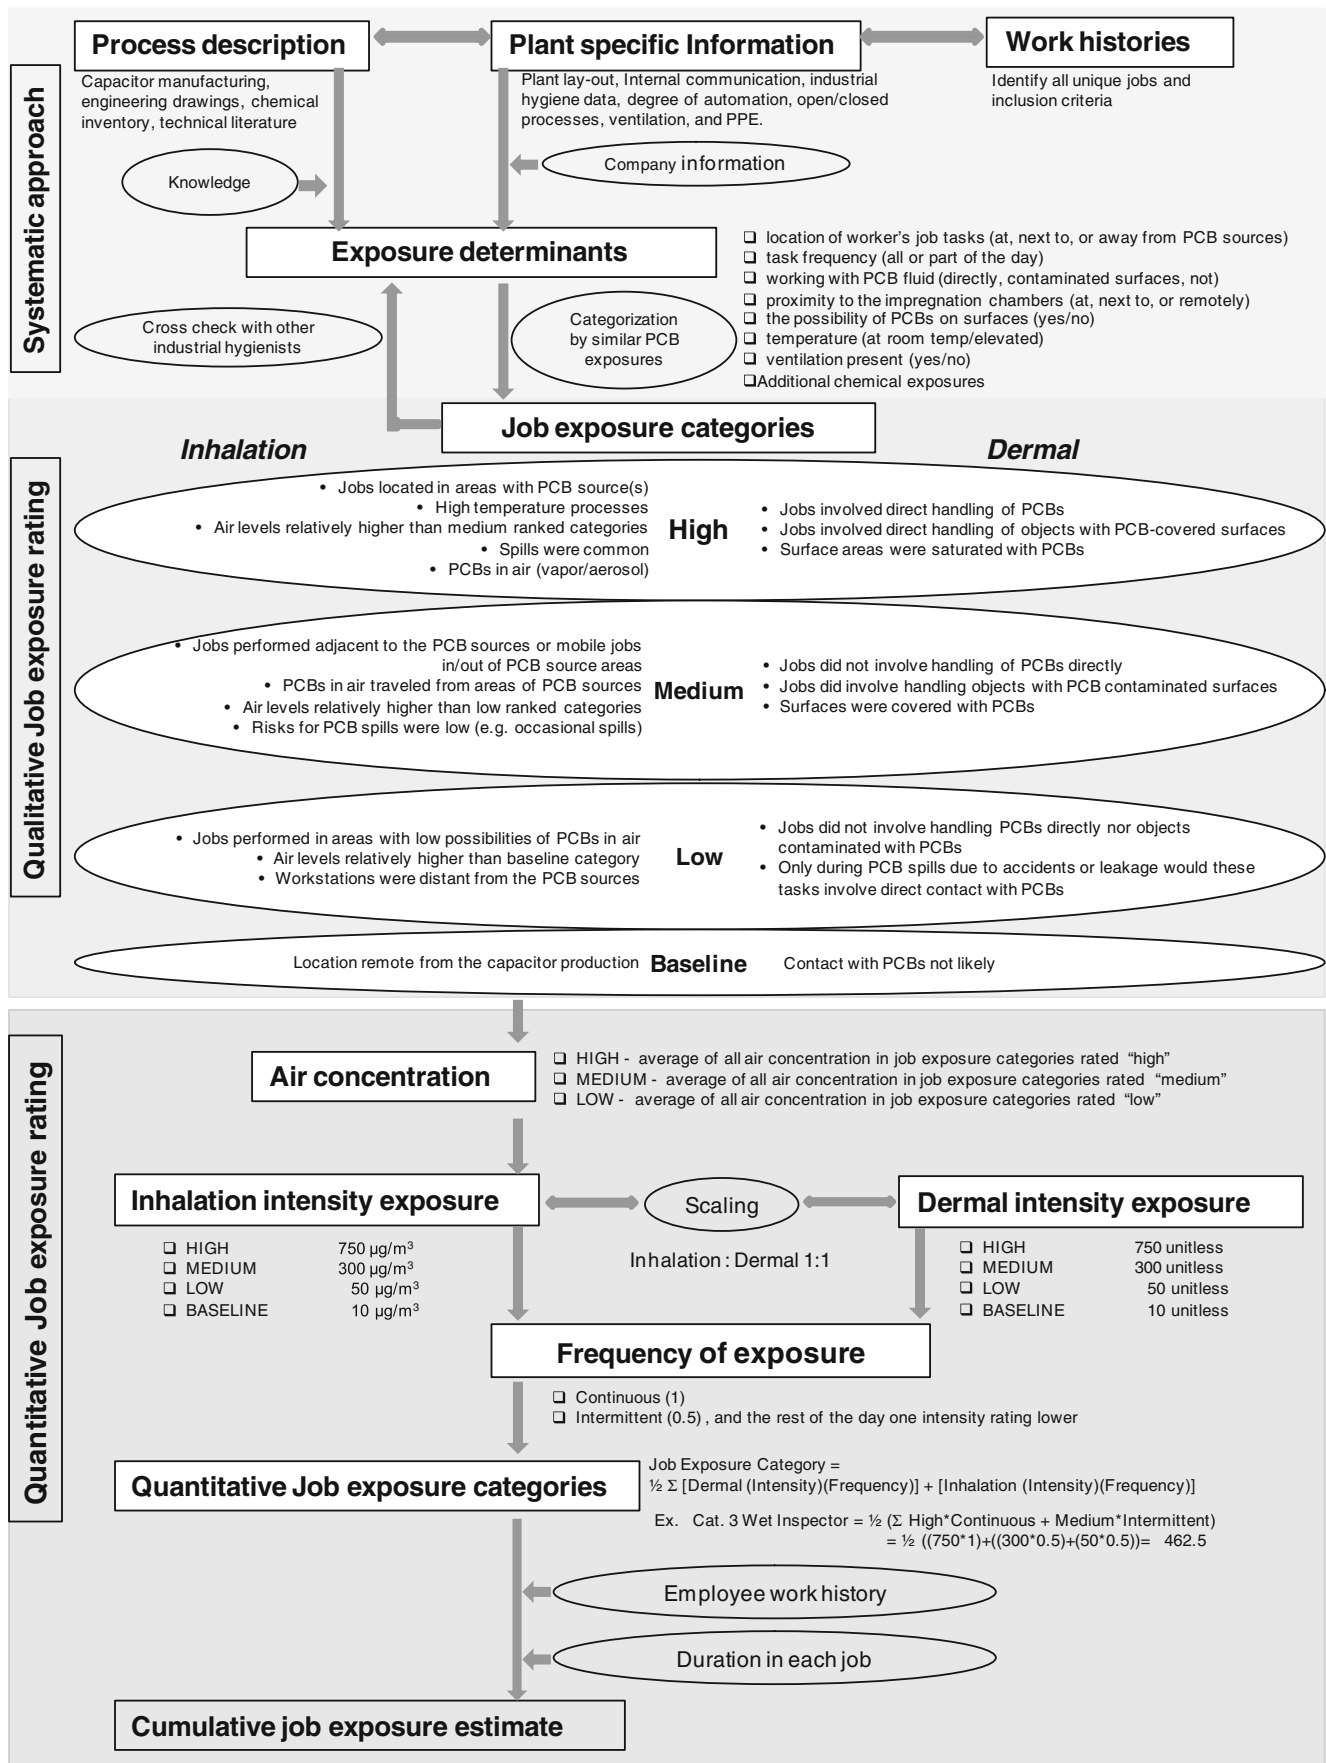 Process description
Plant specific Information
Work histories
Capacitor manufacturing,
engineering drawings, chemical
inventory, technical literature
Plant lay-out, Internal communication, industrial
hygiene data, degree of automation, open/closed
processes, ventilation, and PPE.
Identify all unique jobs and
inclusion criteria
Systematic approach
Knowledge
Company information
Exposure determinants
❑ location of worker's job tasks (at, next to, or away from PCB sources)
❑ task frequency (all or part of the day)
❑ working with PCB fluid (directly, contaminated surfaces, not)
❑ proximity to the impregnation chambers (at, next to, or remotely)
❑ the possibility of PCBs on surfaces (yes/no)
❑ temperature (at room temp/elevated)
❑ ventilation present (yes/no)
❑Additional chemical exposures
Cross check with other
industrial hygienists
Categorization
by similar PCB
exposures
Job exposure categories
Qualitative Job exposure rating
Inhalation
Dermal
• Jobs located in areas with PCB source(s)
• High temperature processes
• Air levels relatively higher than medium ranked categories
• Spills were common
• PCBs in air (vapor/aerosol)
High
• Jobs involved direct handling of PCBs
• Jobs involved direct handling of objects with PCB-covered surfaces
• Surface areas were saturated with PCBs
• Jobs performed adjacent to the PCB sources or mobile jobs
in/out of PCB source areas
• PCBs in air traveled from areas of PCB sources
• Air levels relatively higher than low ranked categories
• Risks for PCB spills were low (e.g. occasional spills)
Medium
• Jobs did not involve handling of PCBs directly
• Jobs did involve handling objects with PCB contaminated surfaces
• Surfaces were covered with PCBs
• Jobs performed in areas with low possibilities of PCBs in air
• Air levels relatively higher than baseline category
• Workstations were distant from the PCB sources
Low
• Jobs did not involve handling PCBs directly nor objects
contaminated with PCBs
• Only during PCB spills due to accidents or leakage would these
tasks involve direct contact with PCBs
Location remote from the capacitor production
Baseline
Contact with PCBs not likely
Quantitative Job exposure rating
Air concentration
❑ HIGH - average of all air concentration in job exposure categories rated "high"
❑ MEDIUM - average of all air concentration in job exposure categories rated "medium"
❑ LOW - average of all air concentration in job exposure categories rated "low"
Inhalation intensity exposure
Scaling
Dermal intensity exposure
Inhalation : Dermal 1:1
❑ HIGH 750 µg/m³
❑ MEDIUM 300 µg/m³
❑ LOW 50 µg/m³
❑ BASELINE 10 µg/m³
❑ HIGH 750 unitless
❑ MEDIUM 300 unitless
❑ LOW 50 unitless
❑ BASELINE 10 unitless
Frequency of exposure
❑ Continuous (1)
❑ Intermittent (0.5) , and the rest of the day one intensity rating lower
Quantitative Job exposure categories
Job Exposure Category =
½ Σ [Dermal (Intensity)(Frequency)] + [Inhalation (Intensity)(Frequency)]
Ex. Cat. 3 Wet Inspector = ½ (Σ High*Continuous + Medium*Intermittent)
= ½ ((750*1)+((300*0.5)+(50*0.5))= 462.5
Employee work history
Duration in each job
Cumulative job exposure estimate